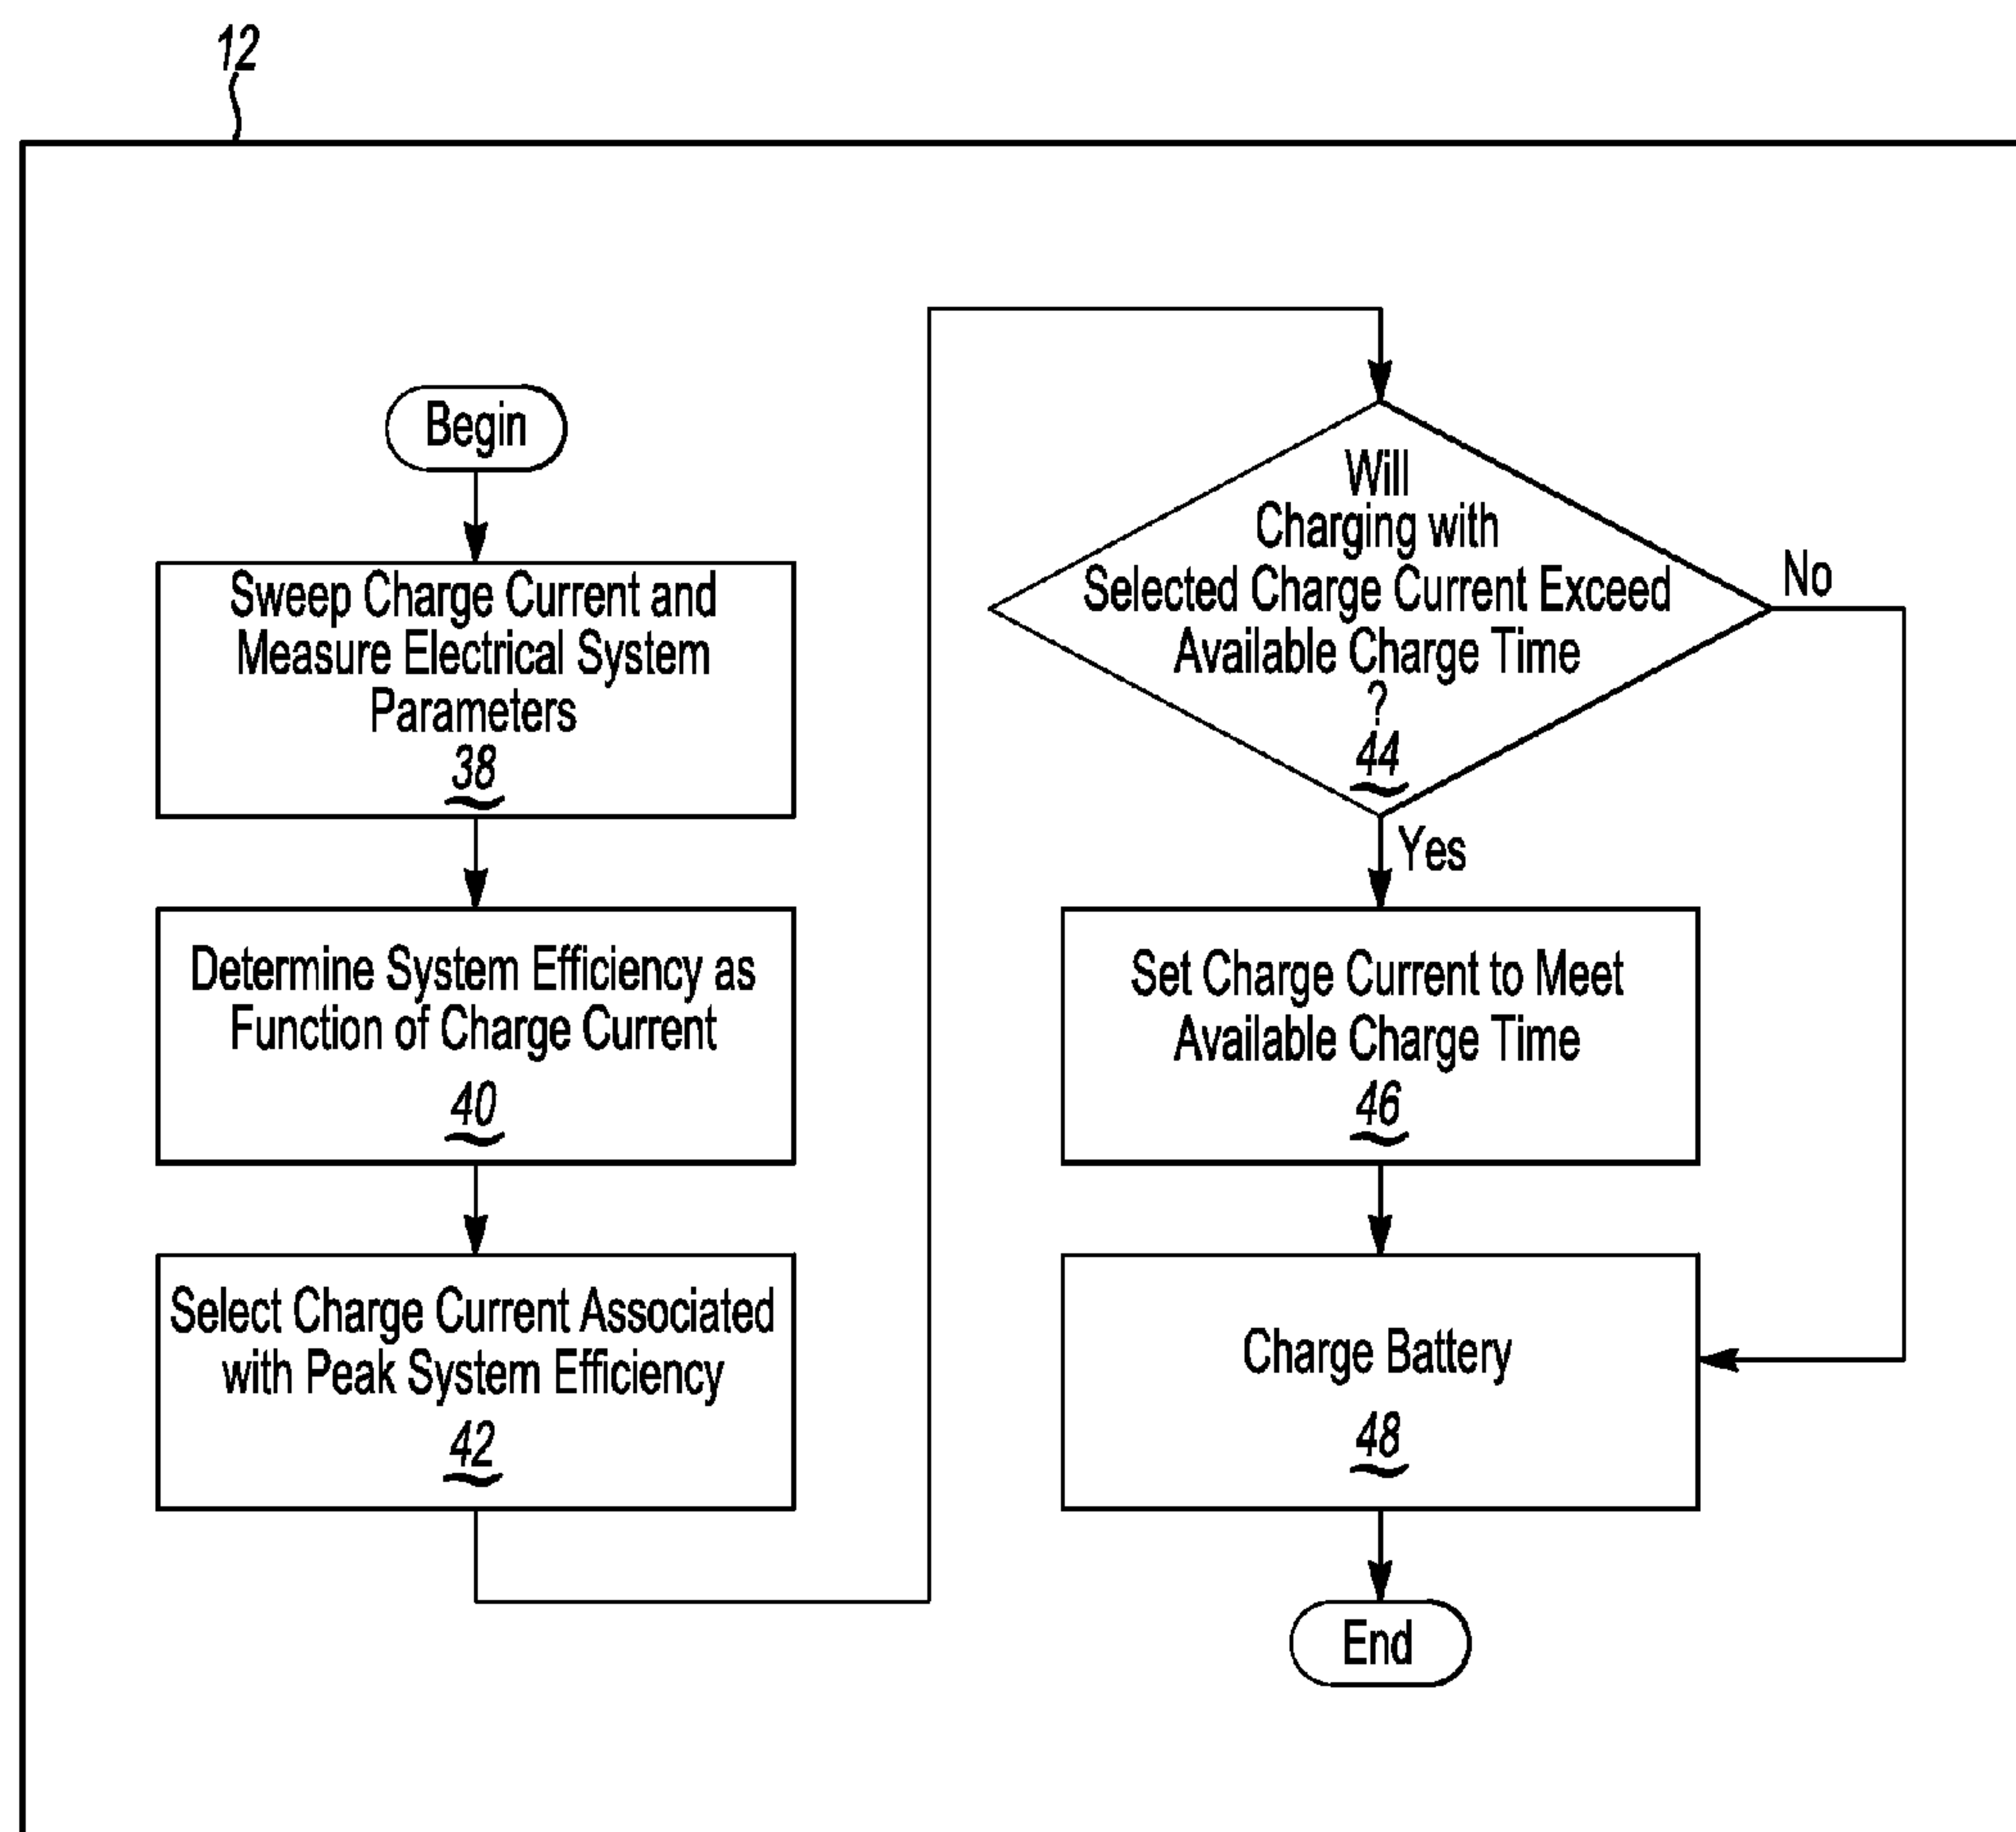 12
Begin
Sweep Charge Current and
Measure Electrical System
Parameters
38
Determine System Efficiency as
Function of Charge Current
40
Select Charge Current Associated
with Peak System Efficiency
42
Will
Charging with
Selected Charge Current Exceed
Available Charge Time
?
44
No
Yes
Set Charge Current to Meet
Available Charge Time
46
Charge Battery
48
End